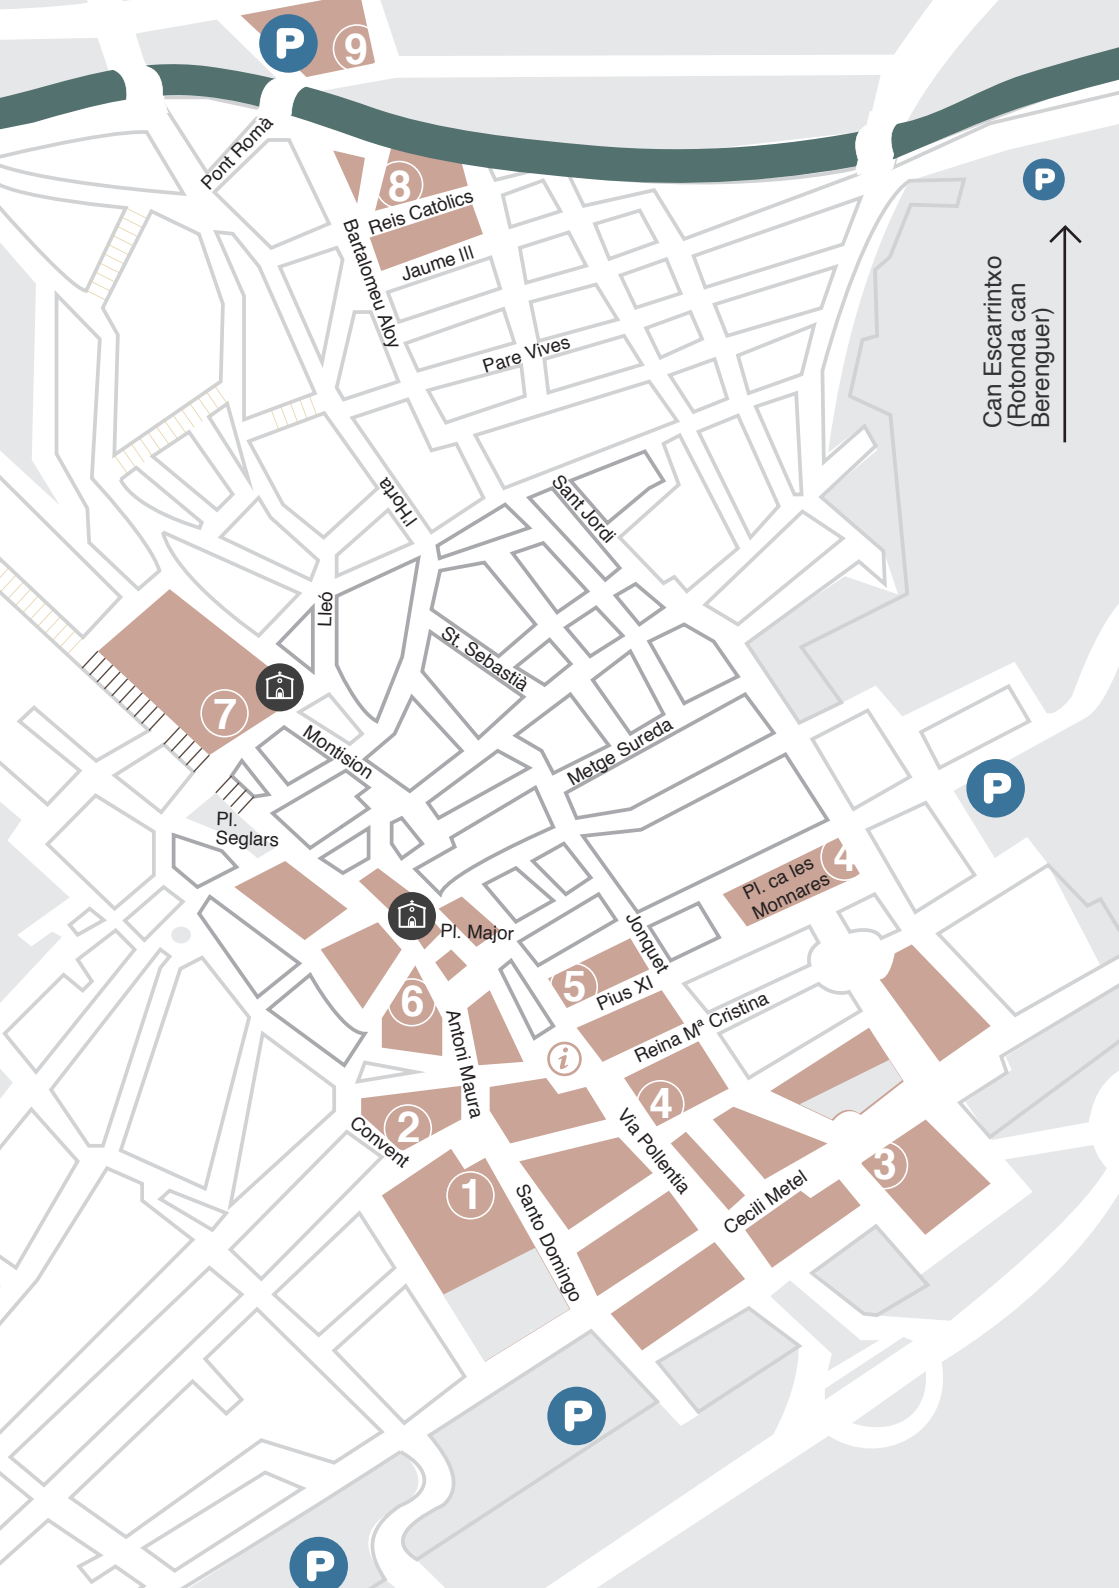 P
9
Pont Romà
8
P
Reis Catòlics
Bartalomeu Aloy
Jaume III
Can Escarrintxo
(Rotonda can
Berenguer)
Pare Vives
l'Horta
Sant Jordi
Lleó
St. Sebastià
7
Montision
Metge Sureda
P
Pl.
Seglars
4
Pl. ca les
Monnares
Pl. Major
Jonquet
5
Pius XI
6
Antoni Maura
Reina Mª Cristina
i
2
4
Convent
Via Pollentia
3
1
Santo Domingo
Cecili Metel
P
P